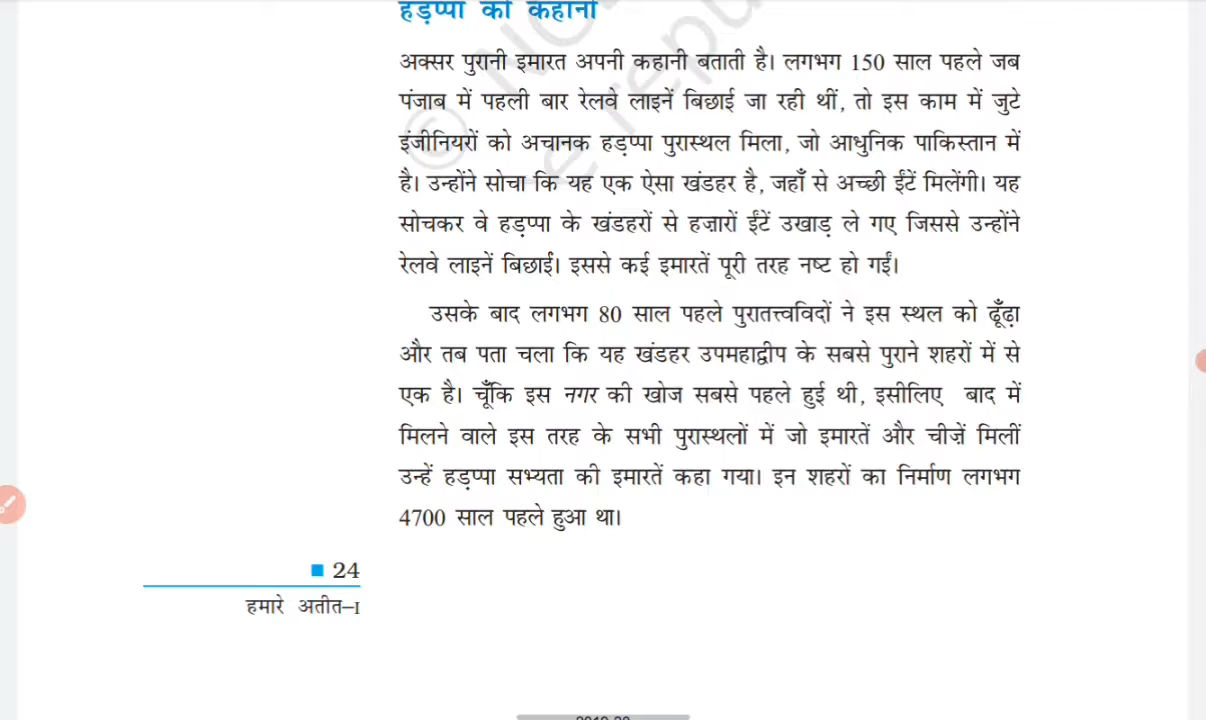 हड़प्पा की कहानी
अक्सर पुरानी इमारत अपनी कहानी बताती है। लगभग 150 साल पहले जब
पंजाब में पहली बार रेलवे लाइनें बिछाई जा रही थीं, तो इस काम में जुटे
इंजीनियरों को अचानक हड़प्पा पुरास्थल मिला, जो आधुनिक पाकिस्तान में
है। उन्होंने सोचा कि यह एक ऐसा खंडहर है, जहाँ से अच्छी ईंटें मिलेंगी। यह
सोचकर वे हड़प्पा के खंडहरों से हज़ारों ईंटें उखाड़ ले गए जिससे उन्होंने
रेलवे लाइनें बिछाईं। इससे कई इमारतें पूरी तरह नष्ट हो गईं।
उसके बाद लगभग 80 साल पहले पुरातत्त्वविदों ने इस स्थल को ढूँढ़ा
और तब पता चला कि यह खंडहर उपमहाद्वीप के सबसे पुराने शहरों में से
एक है। चूँकि इस नगर की खोज सबसे पहले हुई थी, इसीलिए बाद में
मिलने वाले इस तरह के सभी पुरास्थलों में जो इमारतें और चीज़ें मिलीं
उन्हें हड़प्पा सभ्यता की इमारतें कहा गया। इन शहरों का निर्माण लगभग
4700 साल पहले हुआ था।
■ 24
हमारे अतीत–I